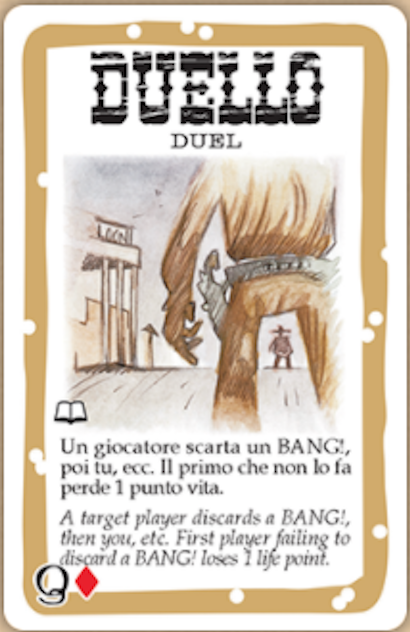 DUELLO
DUEL
Un giocatore scarta un BANG!,
poi tu, ecc. Il primo che non lo fa
perde 1 punto vita.
A target player discards a BANG!,
then you, etc. First player failing to
discard a BANG! loses 1 life point.
Q♦